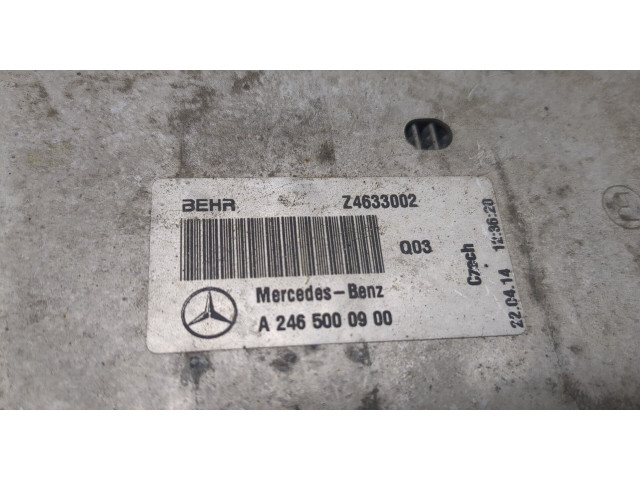 BEHR Z4633002
Q03
Mercedes-Benz
A 246 500 09 00
Czech
22.04.14 12:36:20